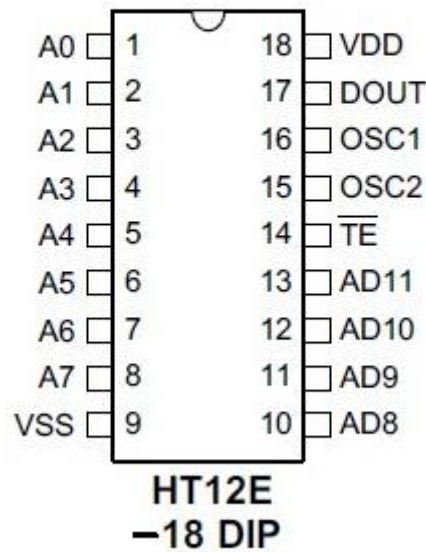 A0 1 18 VDD
A1 2 17 DOUT
A2 3 16 OSC1
A3 4 15 OSC2
A4 5 14 T̅E̅
A5 6 13 AD11
A6 7 12 AD10
A7 8 11 AD9
VSS 9 10 AD8
HT12E
–18 DIP